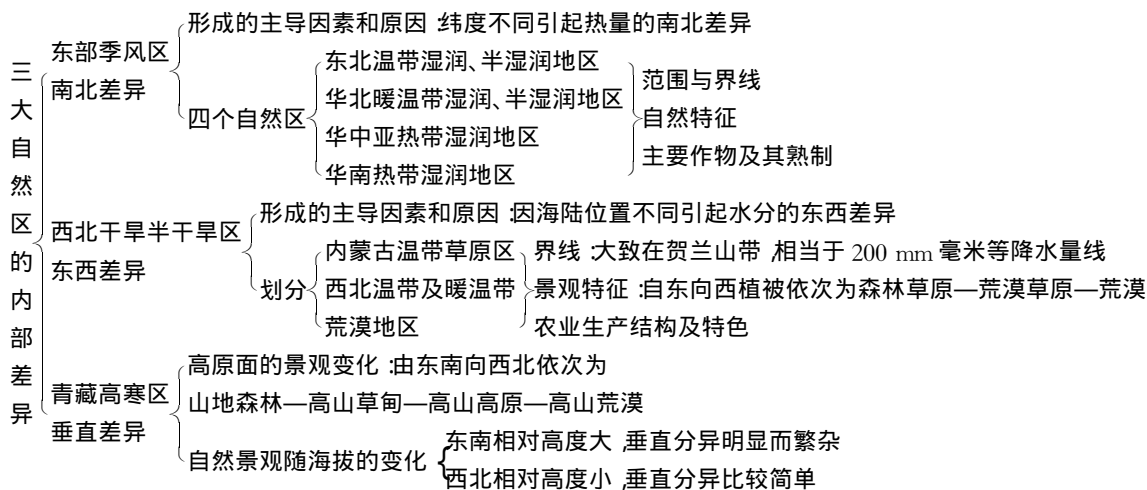 三大自然区的内部差异
东部季风区
南北差异
形成的主导因素和原因:纬度不同引起热量的南北差异
四个自然区
东北温带湿润、半湿润地区
华北暖温带湿润、半湿润地区
华中亚热带湿润地区
华南热带湿润地区
范围与界线
自然特征
主要作物及其熟制
西北干旱半干旱区
东西差异
形成的主导因素和原因:因海陆位置不同引起水分的东西差异
划分
内蒙古温带草原区
西北温带及暖温带
荒漠地区
界线:大致在贺兰山带,相当于 200 mm 毫米等降水量线
景观特征:自东向西植被依次为森林草原—荒漠草原—荒漠
农业生产结构及特色
青藏高寒区
垂直差异
高原面的景观变化:由东南向西北依次为
山地森林—高山草甸—高山高原—高山荒漠
自然景观随海拔的变化
东南相对高度大,垂直分异明显而繁杂
西北相对高度小,垂直分异比较简单